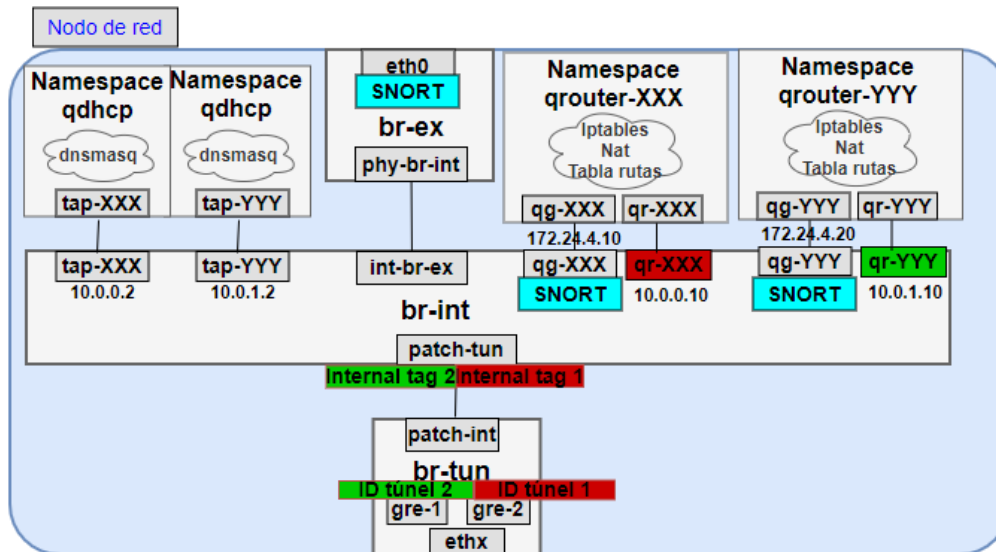 Nodo de red
Namespace
qdhcp
dnsmasq
tap-XXX
Namespace
qdhcp
dnsmasq
tap-YYY
eth0
SNORT
br-ex
phy-br-int
Namespace
qrouter-XXX
Iptables
Nat
Tabla rutas
qg-XXX
qr-XXX
172.24.4.10
Namespace
qrouter-YYY
Iptables
Nat
Tabla rutas
qg-YYY
qr-YYY
172.24.4.20
tap-XXX
10.0.0.2
tap-YYY
10.0.1.2
int-br-ex
br-int
qg-XXX
SNORT
qr-XXX
10.0.0.10
qg-YYY
SNORT
qr-YYY
10.0.1.10
patch-tun
Internal tag 2
Internal tag 1
patch-int
br-tun
ID túnel 2
ID túnel 1
gre-1
gre-2
ethx